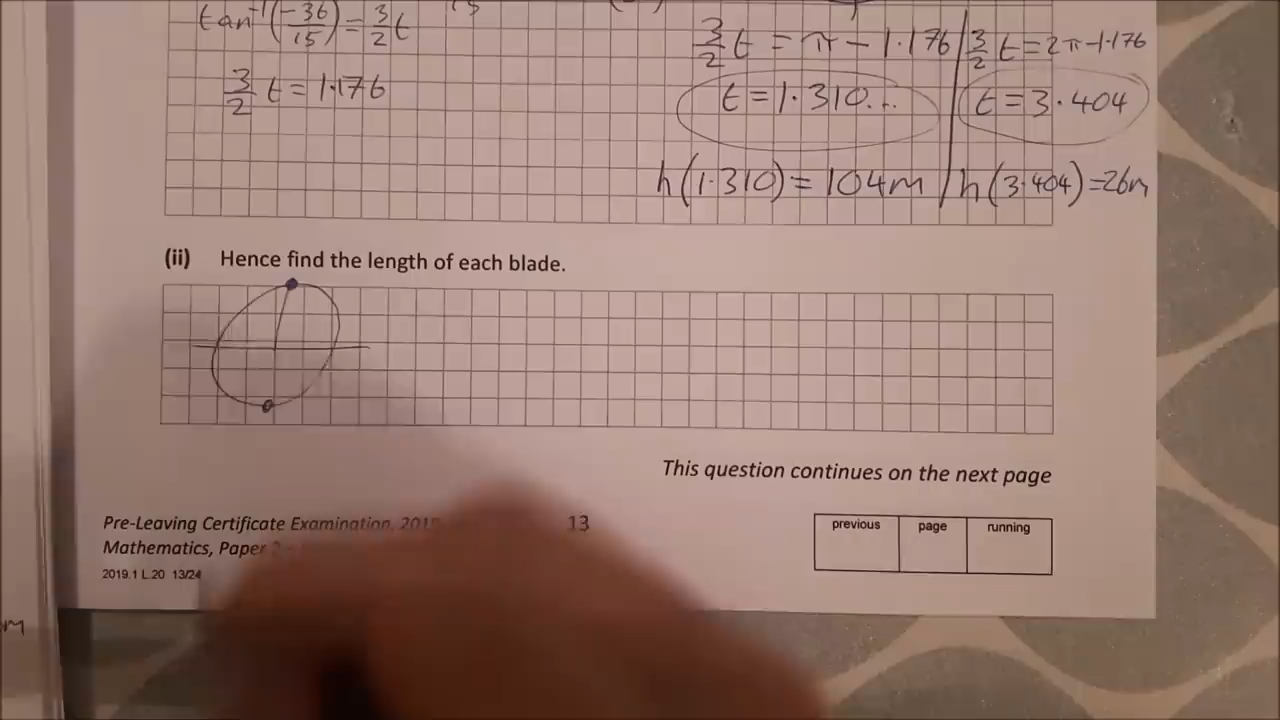 tan⁻¹(-36/15) = 3/2 t
3/2 t = 1.176
3/2 t = π - 1.176
t = 1.310...
h(1.310) = 104m
3/2 t = 2π - 1.176
t = 3.404
h(3.404) = 26m
(ii) Hence find the length of each blade.
This question continues on the next page
Pre-Leaving Certificate Examination, 201
Mathematics, Paper
2019.1 L.20 13/24
13
previous page running
m